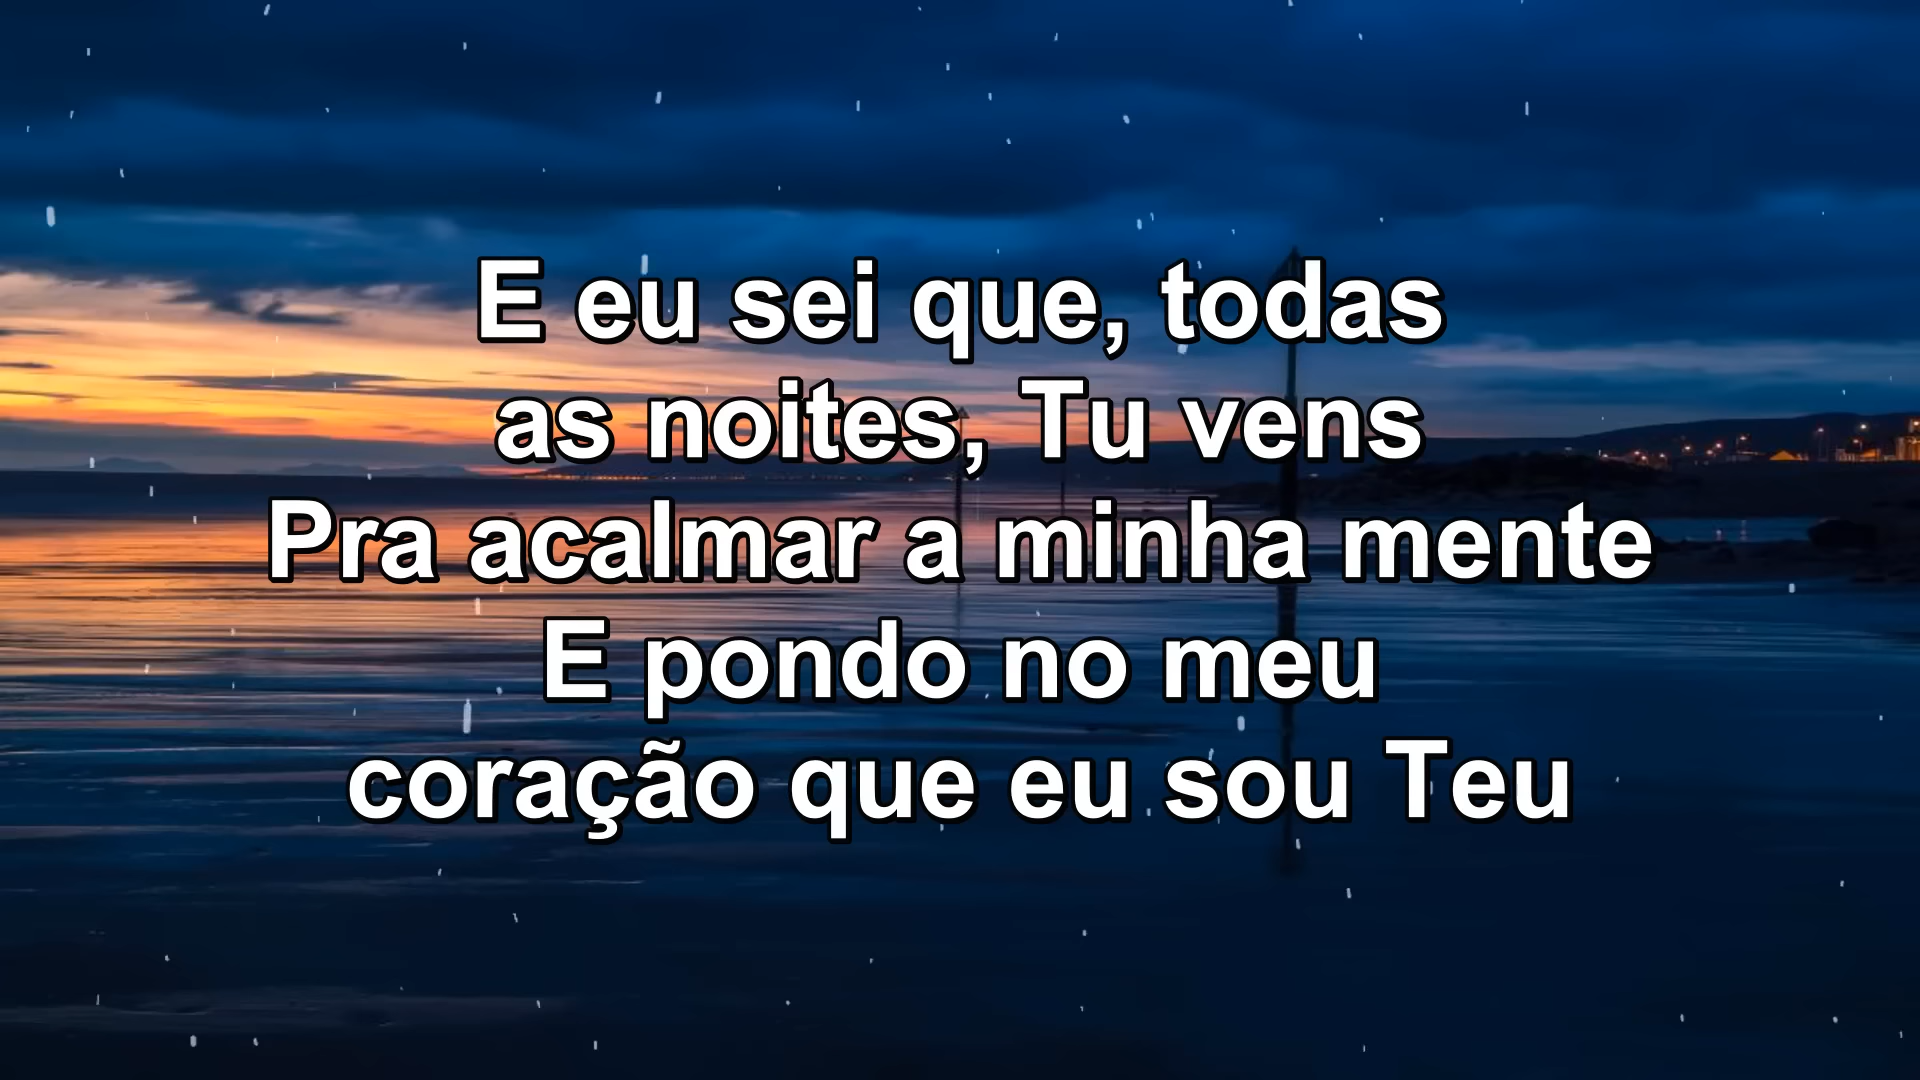 E eu sei que, todas
as noites, Tu vens
Pra acalmar a minha mente
E pondo no meu
coração que eu sou Teu